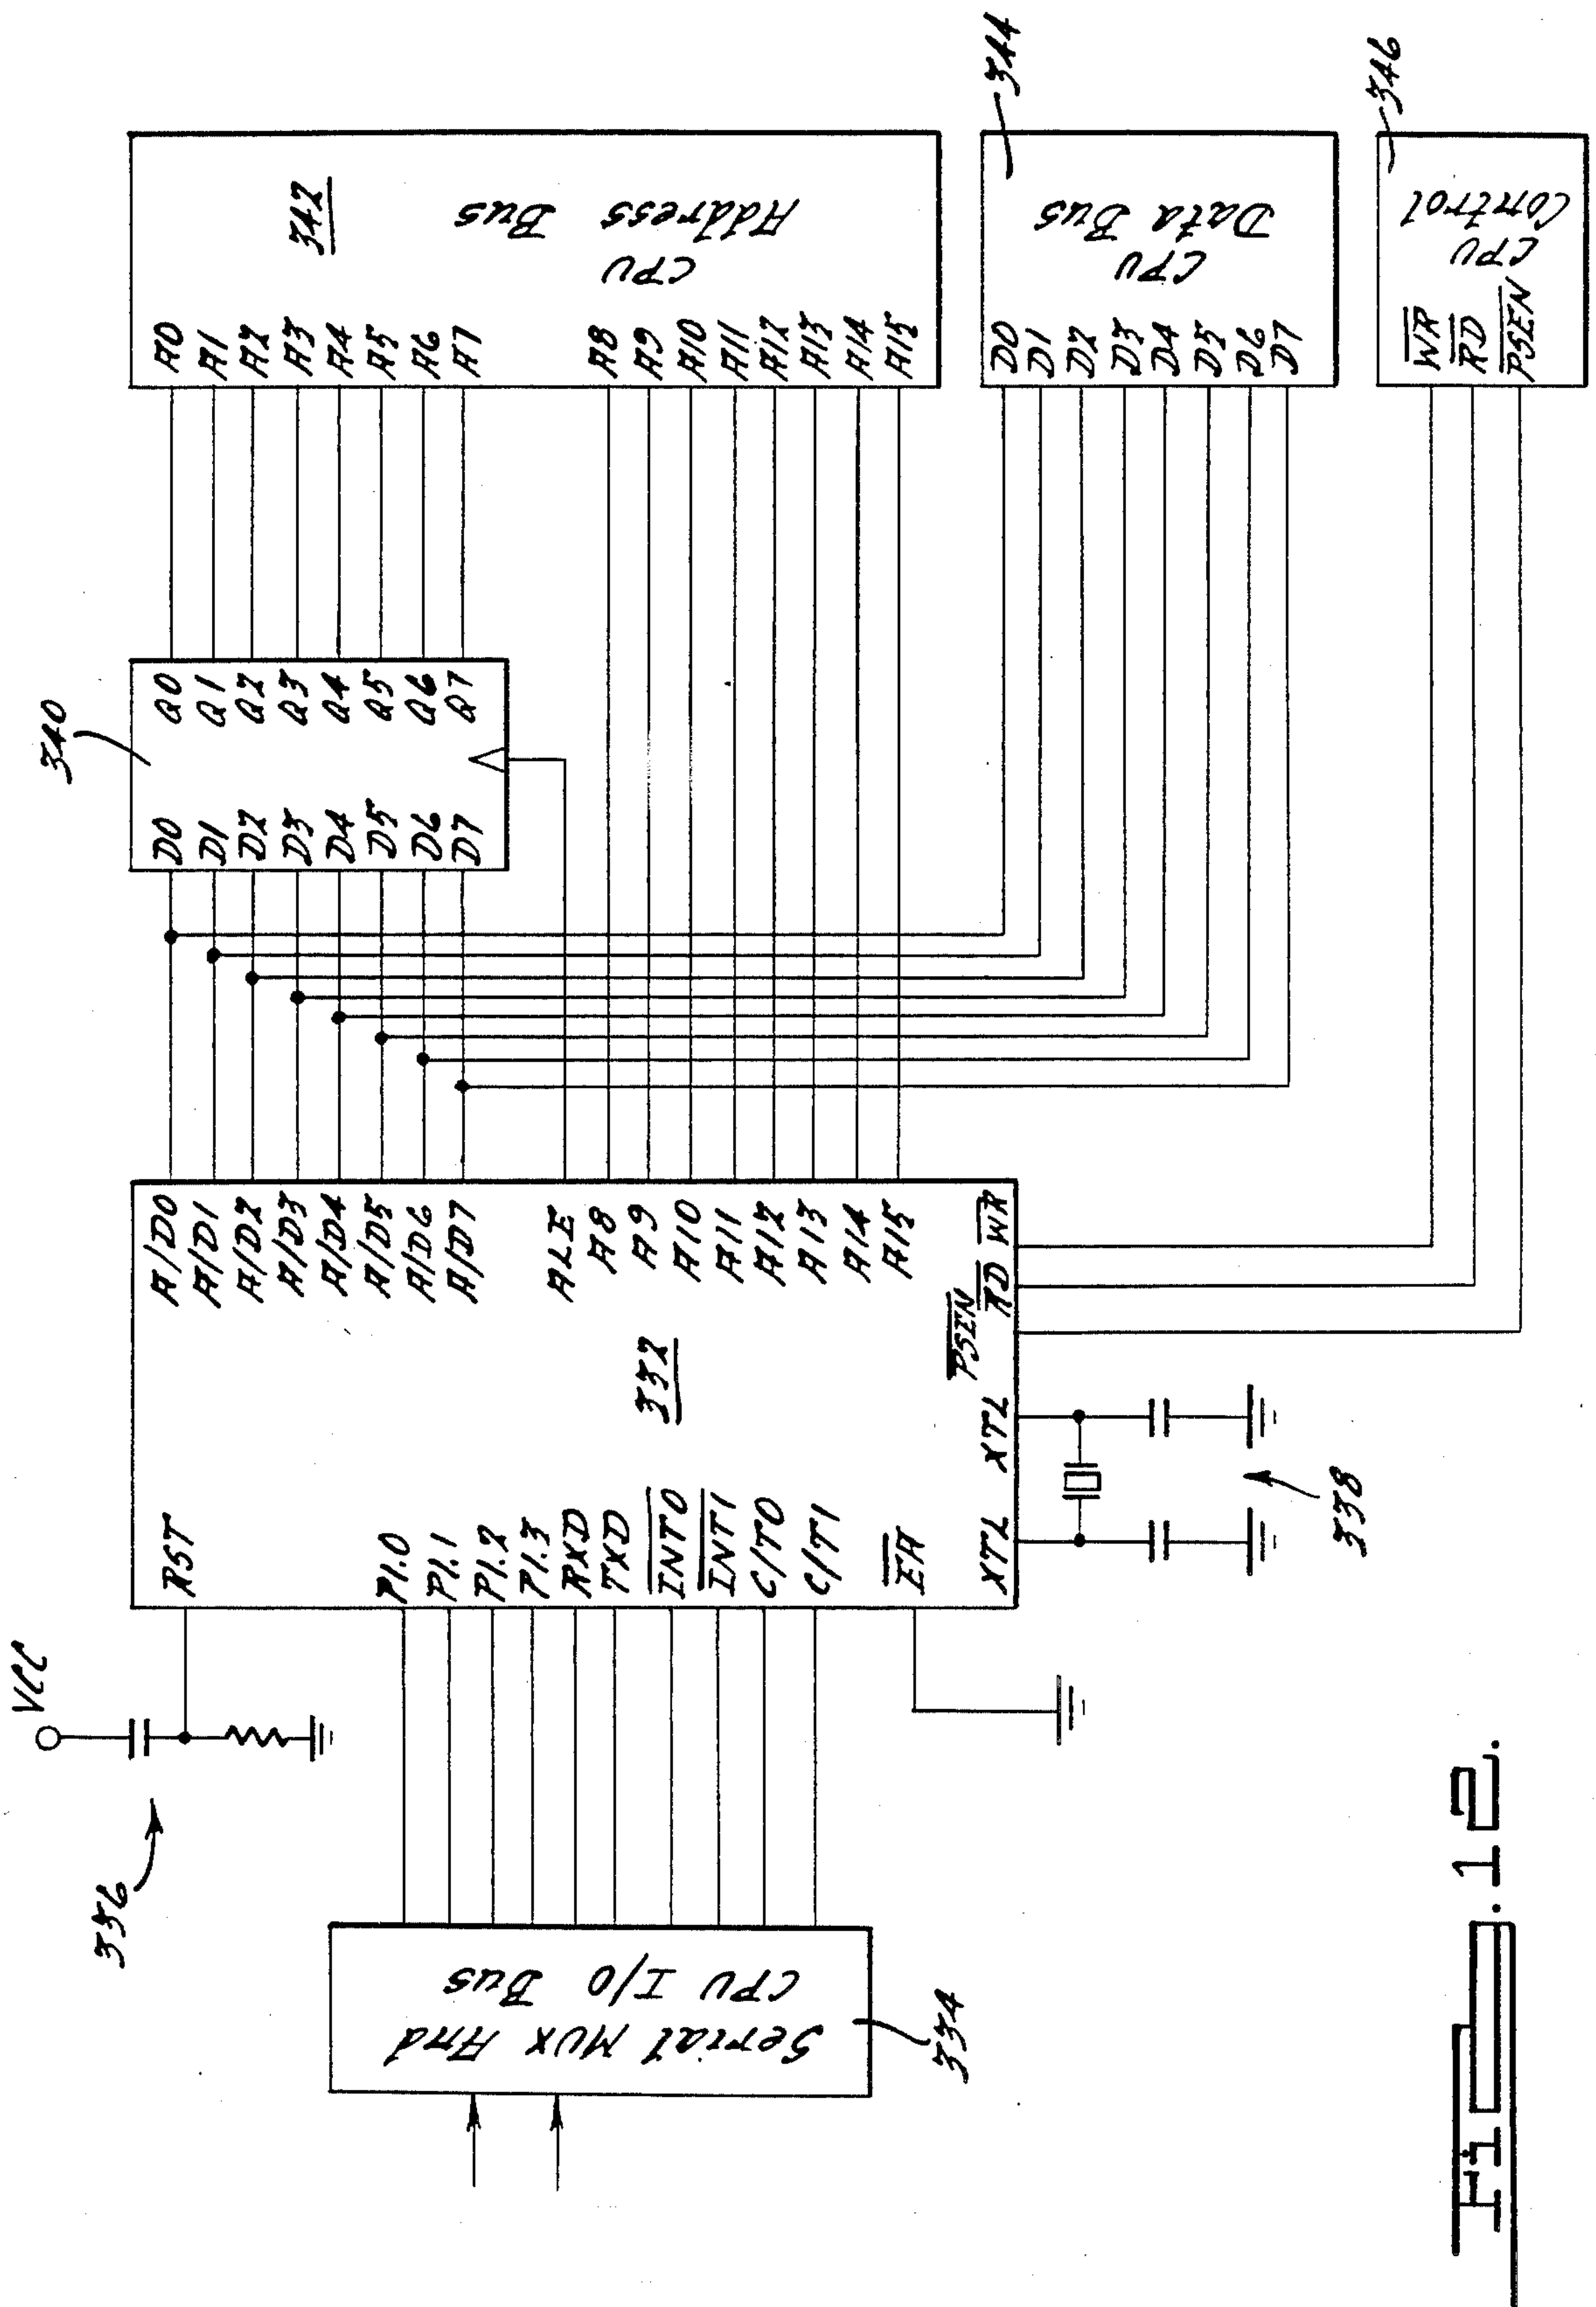 VCC
336
RST
P1.0
P1.1
P1.2
P1.3
RXD
TXD
INT0
INT1
C/T0
C/T1
EA
XTL
XTL
PSEN
RD
WR
332
A/D0
A/D1
A/D2
A/D3
A/D4
A/D5
A/D6
A/D7
ALE
A8
A9
A10
A11
A12
A13
A14
A15
Serial MUX And
CPU I/O Bus
334
338
340
D0
D1
D2
D3
D4
D5
D6
D7
Q0
Q1
Q2
Q3
Q4
Q5
Q6
Q7
A0
A1
A2
A3
A4
A5
A6
A7
A8
A9
A10
A11
A12
A13
A14
A15
342
CPU
Address Bus
D0
D1
D2
D3
D4
D5
D6
D7
CPU
Data Bus
344
WR
RD
PSEN
CPU
Control
346
Fig. 12.